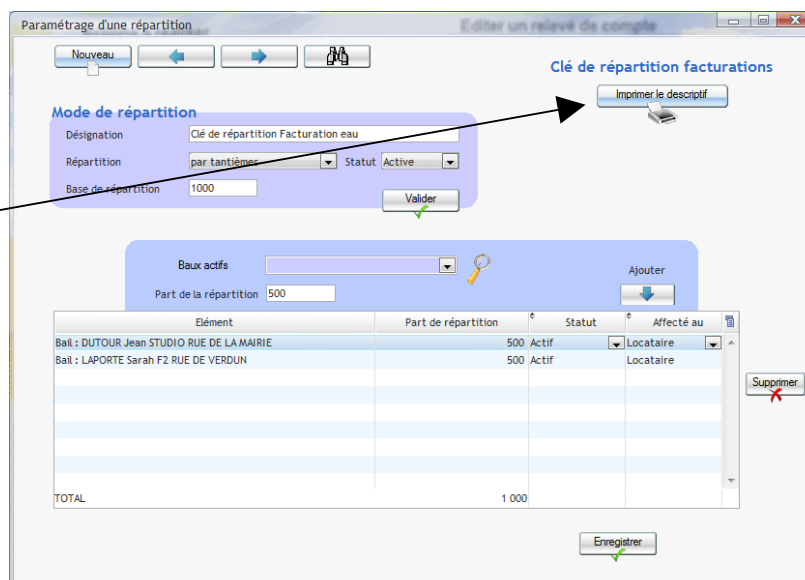 Paramétrage d'une répartition
Editer un relevé de compte
Nouveau
Clé de répartition facturations
Imprimer le descriptif
Mode de répartition
Désignation Clé de répartition Facturation eau
Répartition par tantièmes Statut Active
Base de répartition 1000
Valider
Baux actifs
Ajouter
Part de la répartition 500
Elément Part de répartition Statut Affecté au
Bail : DUTOUR Jean STUDIO RUE DE LA MAIRIE 500 Actif Locataire
Bail : LAPORTE Sarah F2 RUE DE VERDUN 500 Actif Locataire
Supprimer
TOTAL 1 000
Enregistrer